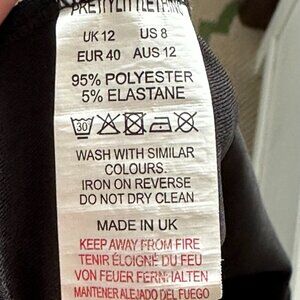 PRETTYLITTLETHING
UK 12 US 8
EUR 40 AUS 12
95% POLYESTER
5% ELASTANE
30
WASH WITH SIMILAR
COLOURS.
IRON ON REVERSE
DO NOT DRY CLEAN
MADE IN UK
KEEP AWAY FROM FIRE
TENIR ÉLOIGNÉ DU FEU
VON FEUER FERNHALTEN
MANTENER ALEJADO DEL FUEGO